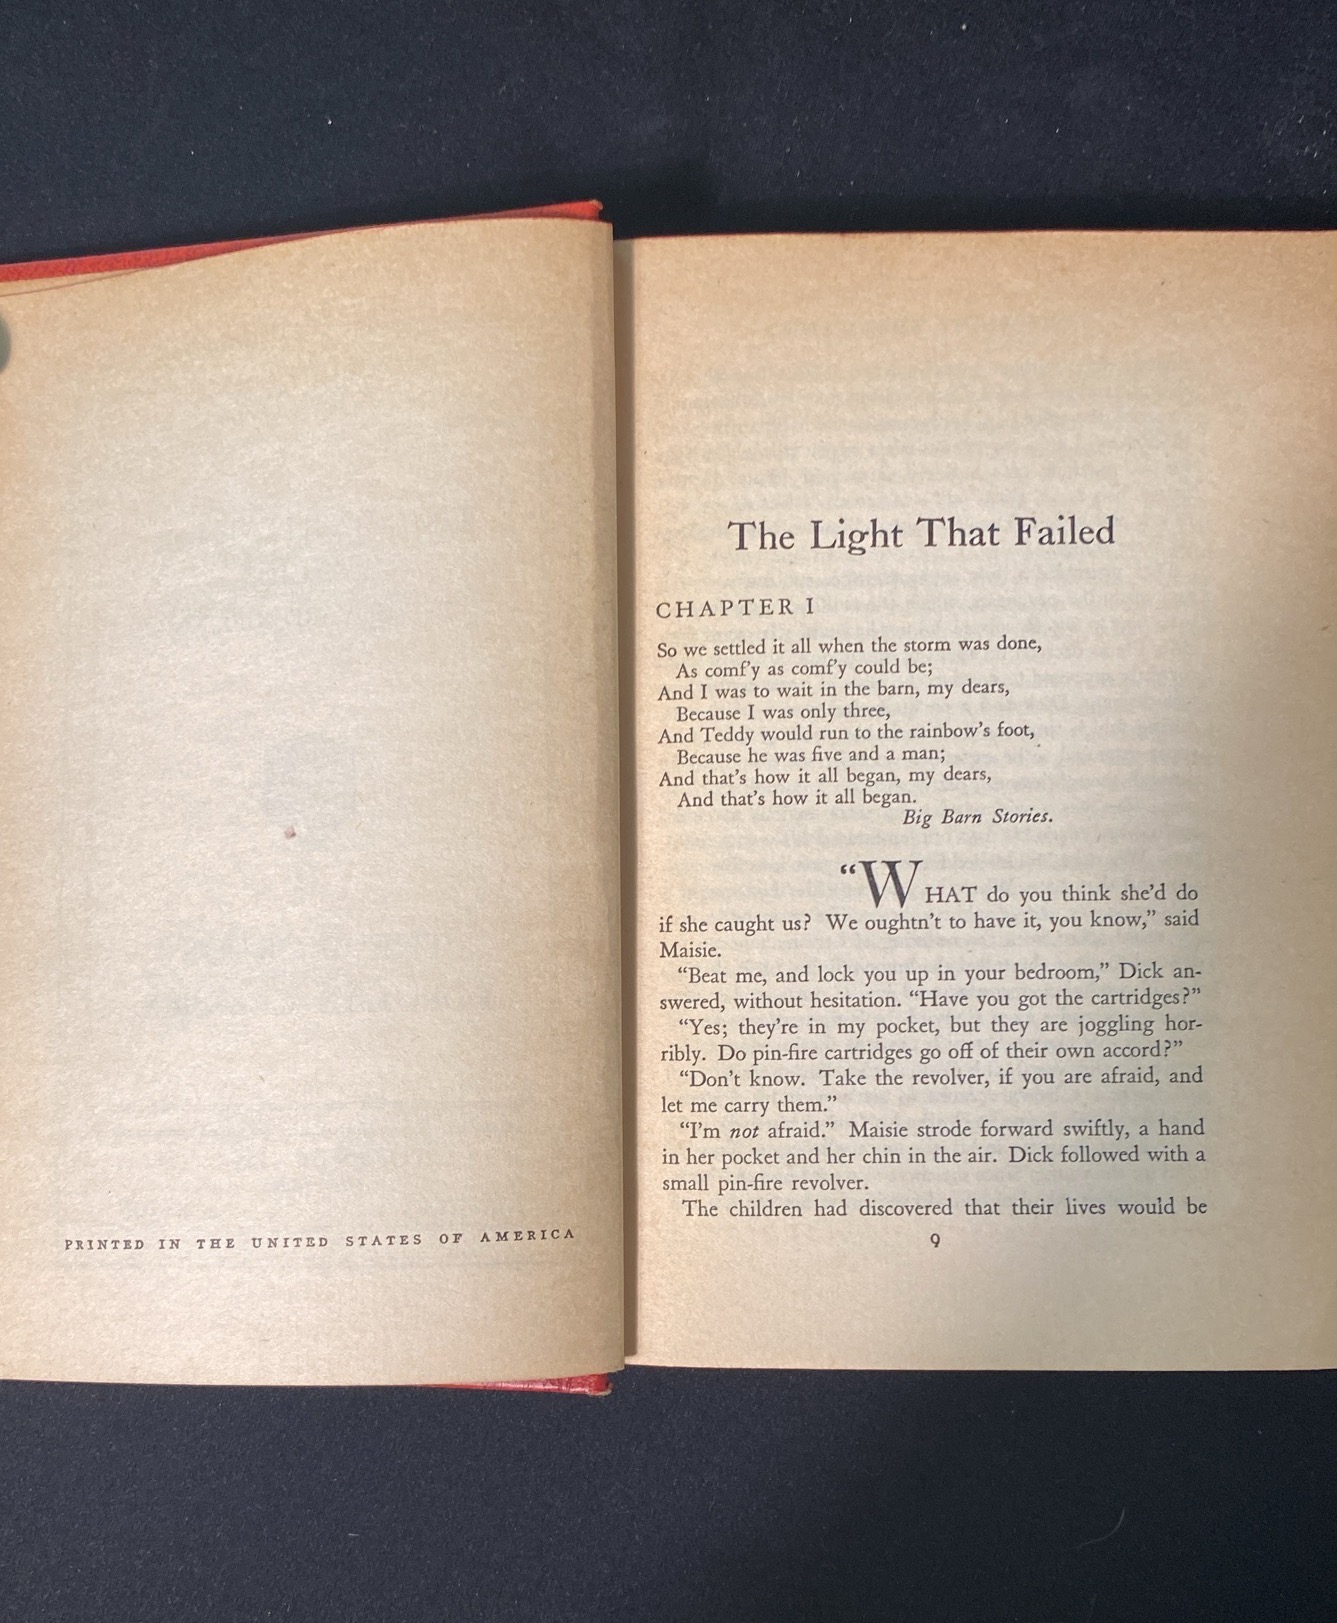 PRINTED IN THE UNITED STATES OF AMERICA
The Light That Failed
CHAPTER I
So we settled it all when the storm was done,
As comf'y as comf'y could be;
And I was to wait in the barn, my dears,
Because I was only three,
And Teddy would run to the rainbow's foot,
Because he was five and a man;
And that's how it all began, my dears,
And that's how it all began.
Big Barn Stories.
“WHAT do you think she'd do
if she caught us? We oughtn't to have it, you know,” said
Maisie.
“Beat me, and lock you up in your bedroom,” Dick an-
swered, without hesitation. “Have you got the cartridges?”
“Yes; they're in my pocket, but they are joggling hor-
ribly. Do pin-fire cartridges go off of their own accord?”
“Don't know. Take the revolver, if you are afraid, and
let me carry them.”
“I'm not afraid.” Maisie strode forward swiftly, a hand
in her pocket and her chin in the air. Dick followed with a
small pin-fire revolver.
The children had discovered that their lives would be
9